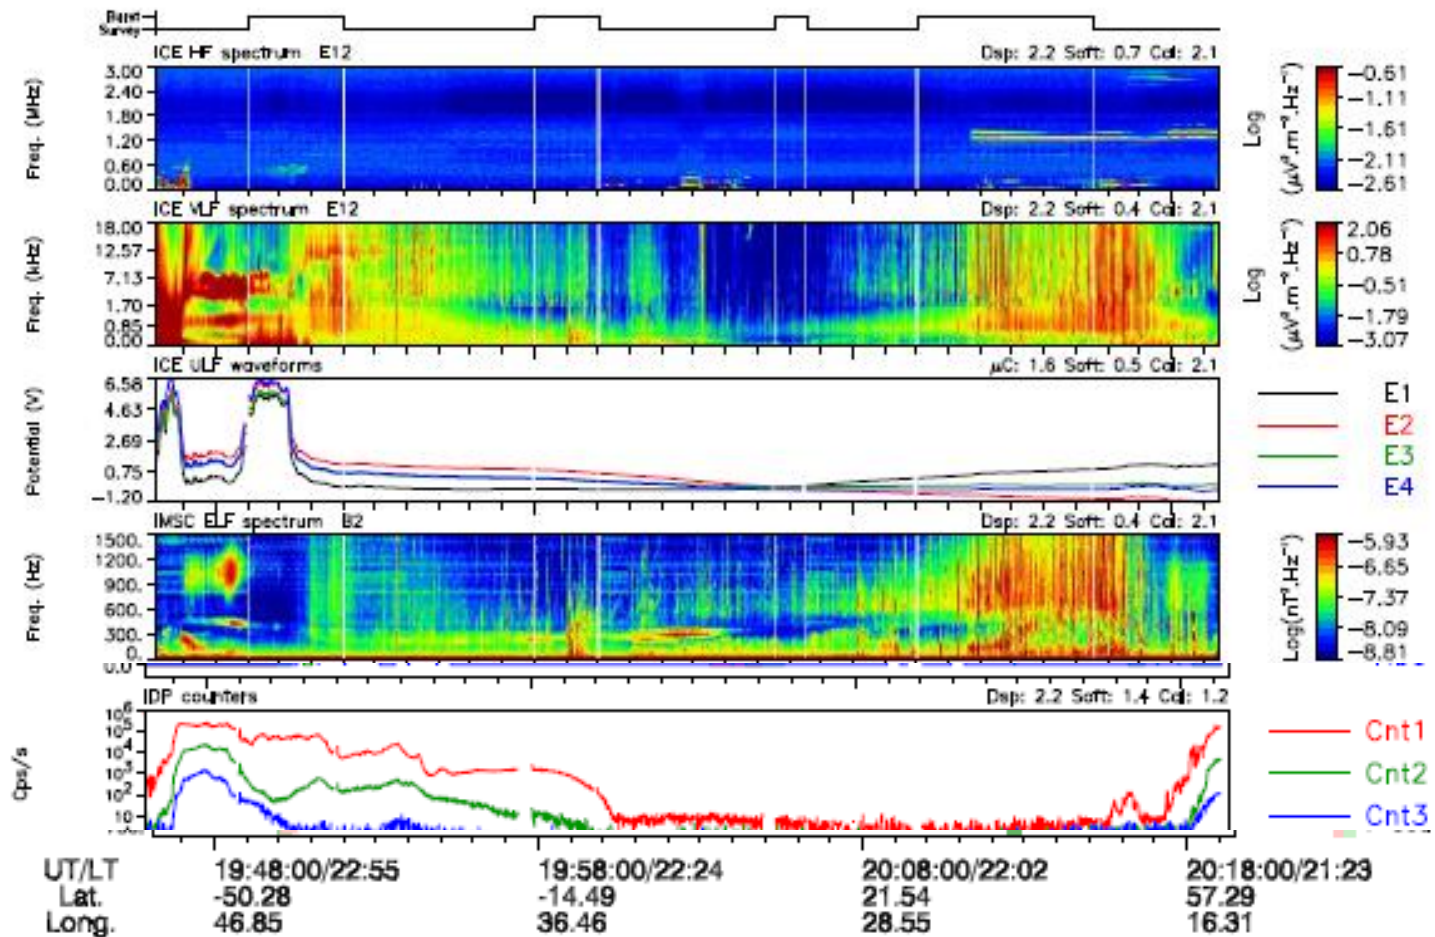 Burst
Survey
ICE HF spectrum E12
Dsp: 2.2 Soft: 0.7 Cal: 2.1
Freq. (MHz)
3.00
2.40
1.80
1.20
0.60
0.00
Log
(μV².m⁻².Hz⁻¹)
-0.61
-1.11
-1.61
-2.11
-2.61
ICE VLF spectrum E12
Dsp: 2.2 Soft: 0.4 Cal: 2.1
Freq. (kHz)
18.00
12.57
7.13
1.70
0.85
0.00
Log
(μV².m⁻².Hz⁻¹)
2.06
0.78
-0.51
-1.79
-3.07
ICE ULF waveforms
μC: 1.6 Soft: 0.5 Cal: 2.1
Potential (V)
6.58
4.63
2.69
0.75
-1.20
E1
E2
E3
E4
IMSC ELF spectrum B2
Dsp: 2.2 Soft: 0.4 Cal: 2.1
Freq. (Hz)
1500.
1200.
900.
600.
300.
0.
Log(nT².Hz⁻¹)
-5.93
-6.65
-7.37
-8.09
-8.81
0.0
IDP counters
Dsp: 2.2 Soft: 1.4 Cal: 1.2
Cps/s
10⁶
10⁵
10⁴
10³
10²
10
Cnt1
Cnt2
Cnt3
UT/LT 19:48:00/22:55 19:58:00/22:24 20:08:00/22:02 20:18:00/21:23
Lat. -50.28 -14.49 21.54 57.29
Long. 46.85 36.46 28.55 16.31